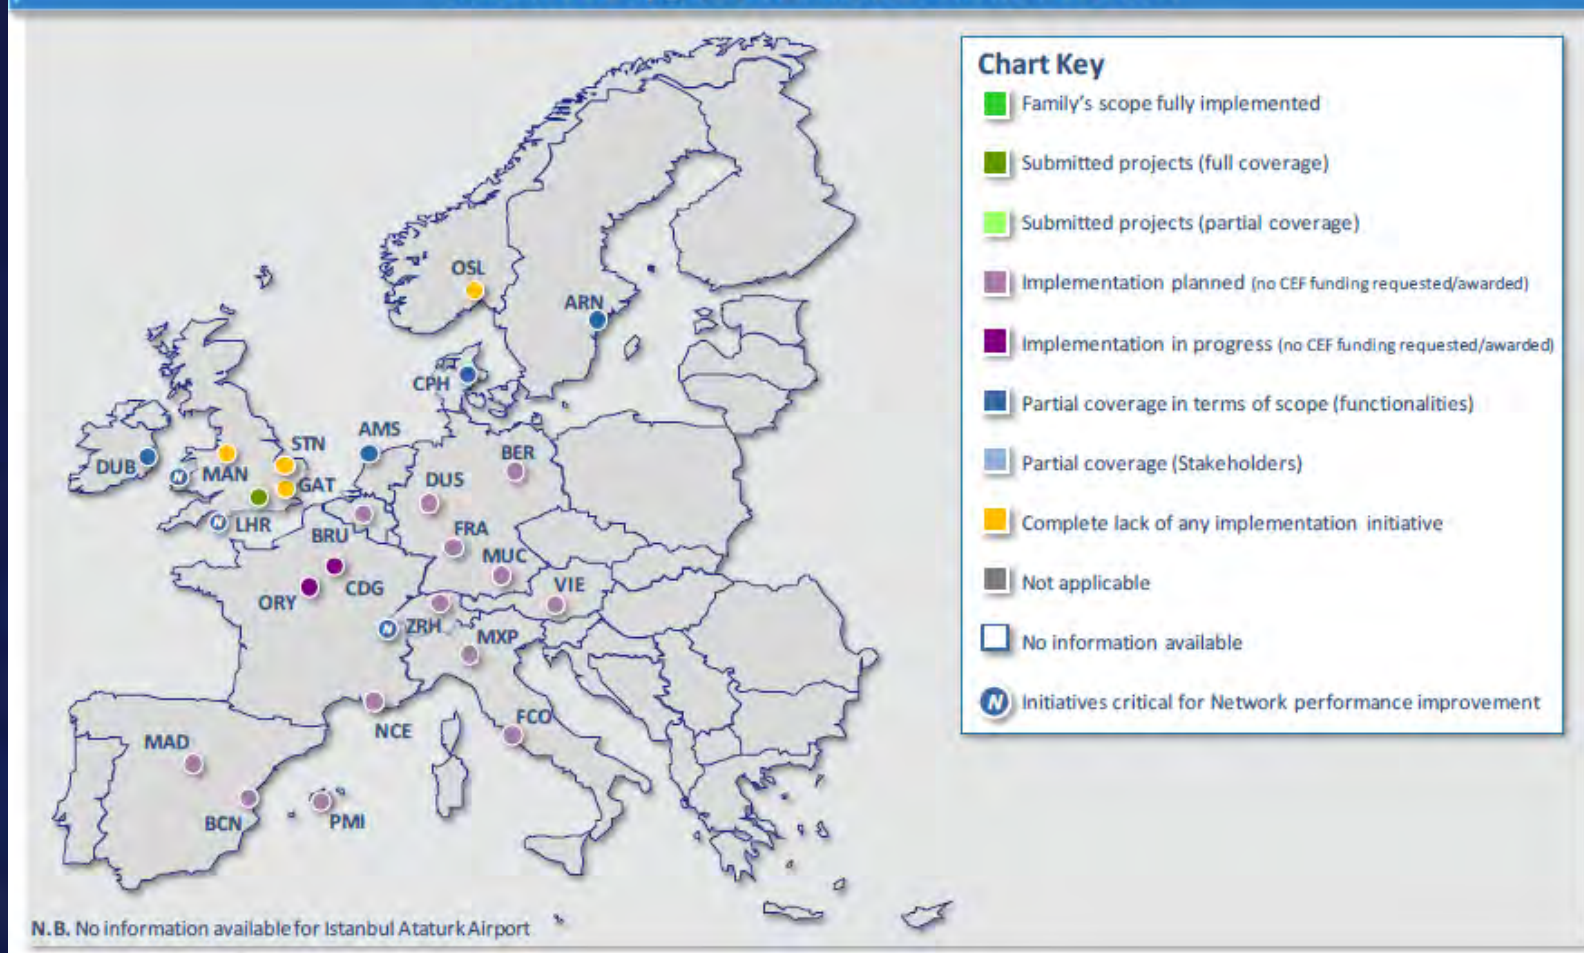 Chart Key
Family's scope fully implemented
Submitted projects (full coverage)
Submitted projects (partial coverage)
Implementation planned (no CEF funding requested/awarded)
Implementation in progress (no CEF funding requested/awarded)
Partial coverage in terms of scope (functionalities)
Partial coverage (Stakeholders)
Complete lack of any implementation initiative
Not applicable
No information available
N Initiatives critical for Network performance improvement
OSL
ARN
CPH
STN
AMS
DUB
N
MAN
GAT
BER
DUS
N
LHR
BRU
FRA
MUC
ORY
CDG
VIE
N
ZRH
MXP
NCE
FCO
MAD
BCN
PMI
N.B. No information available for Istanbul Ataturk Airport